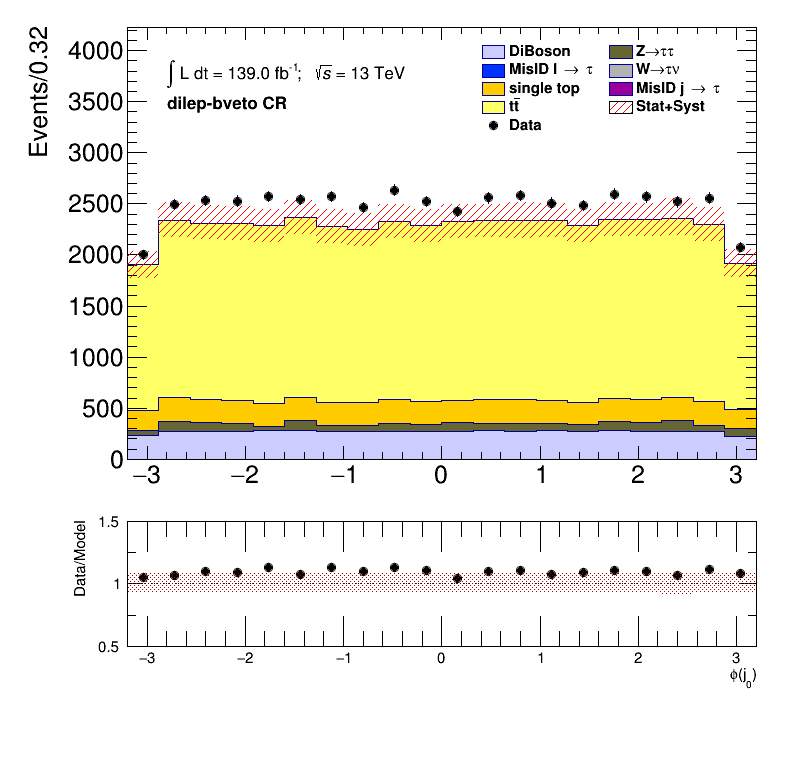 Events/0.32
4000
3500
3000
2500
2000
1500
1000
500
0
∫ L dt = 139.0 fb⁻¹; √s = 13 TeV
dilep-bveto CR
DiBoson
MisID l → τ
single top
tt̄
Data
Z→ττ
W→τν
MisID j → τ
Stat+Syst
−3 −2 −1 0 1 2 3
Data/Model
1.5
1
0.5
−3 −2 −1 0 1 2 3
ϕ(j₀)